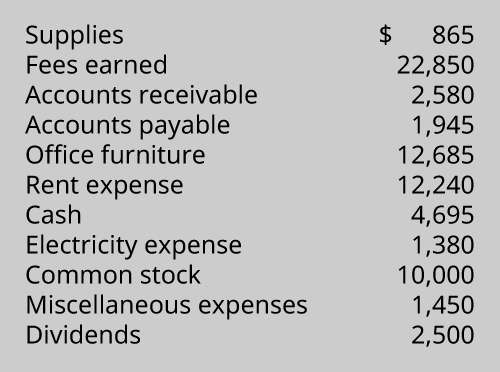 Supplies $ 865
Fees earned 22,850
Accounts receivable 2,580
Accounts payable 1,945
Office furniture 12,685
Rent expense 12,240
Cash 4,695
Electricity expense 1,380
Common stock 10,000
Miscellaneous expenses 1,450
Dividends 2,500